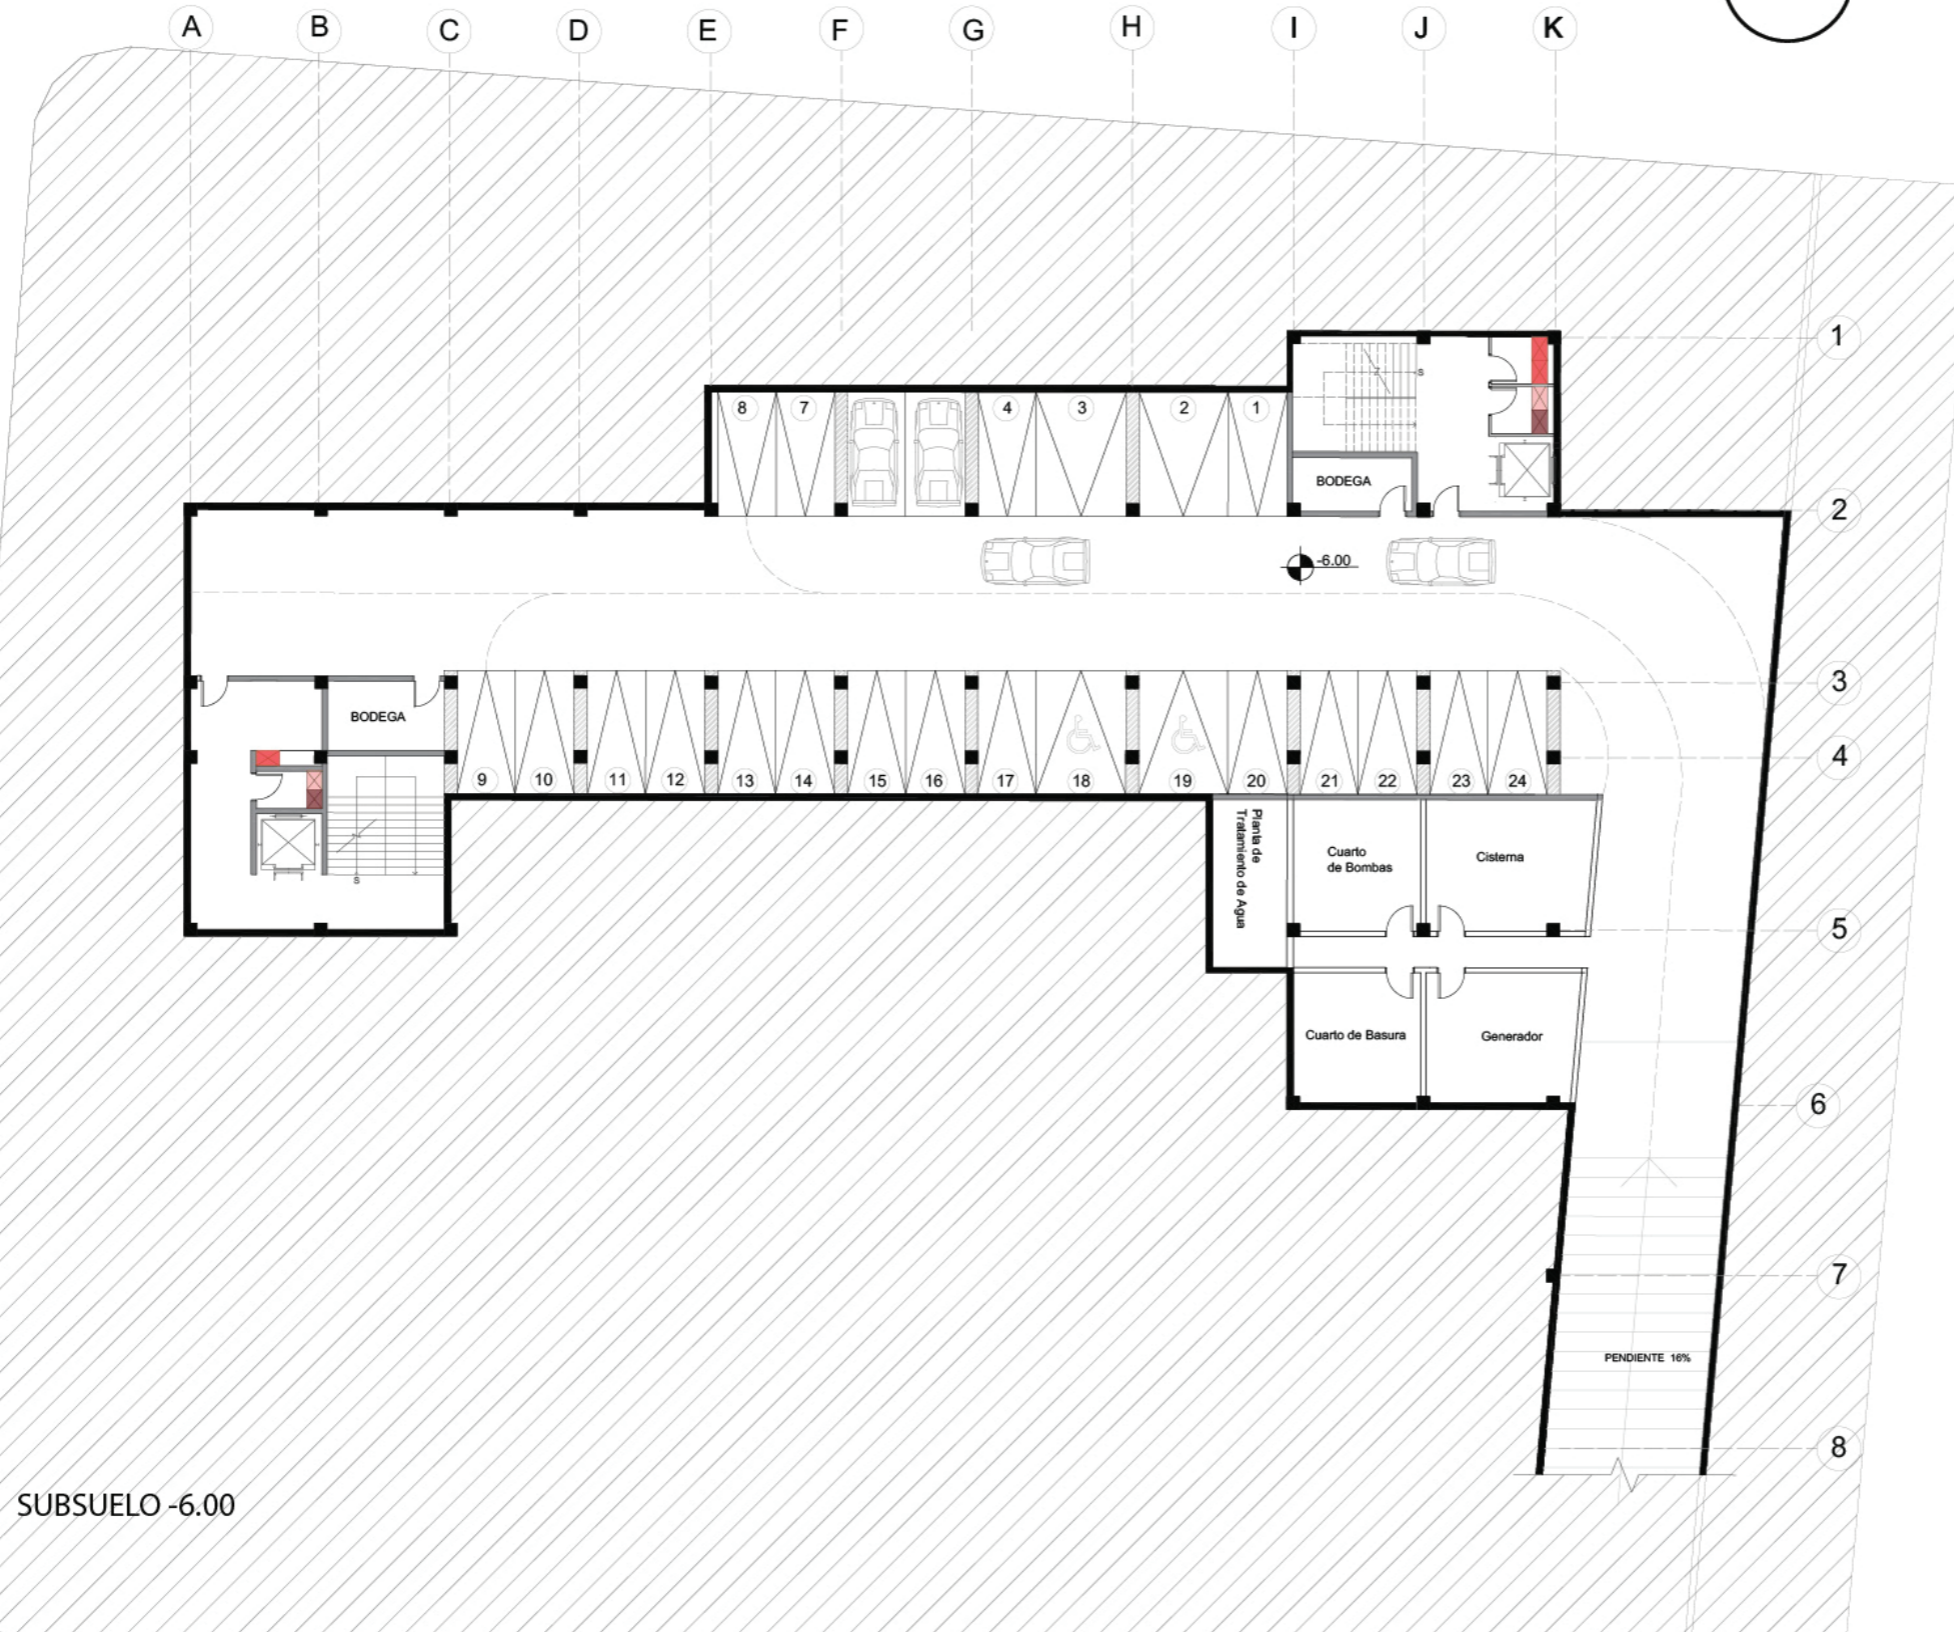 A B C D E F G H I J K
1
8 7 4 3 2 1
S
BODEGA
2
-6.00
3
BODEGA
4
9 10 11 12 13 14 15 16 17 18 19 20 21 22 23 24
Planta de
Tratamiento de Agua
Cuarto
de Bombas
Cisterna
S
5
Cuarto de Basura
Generador
6
7
PENDIENTE 16%
8
SUBSUELO -6.00